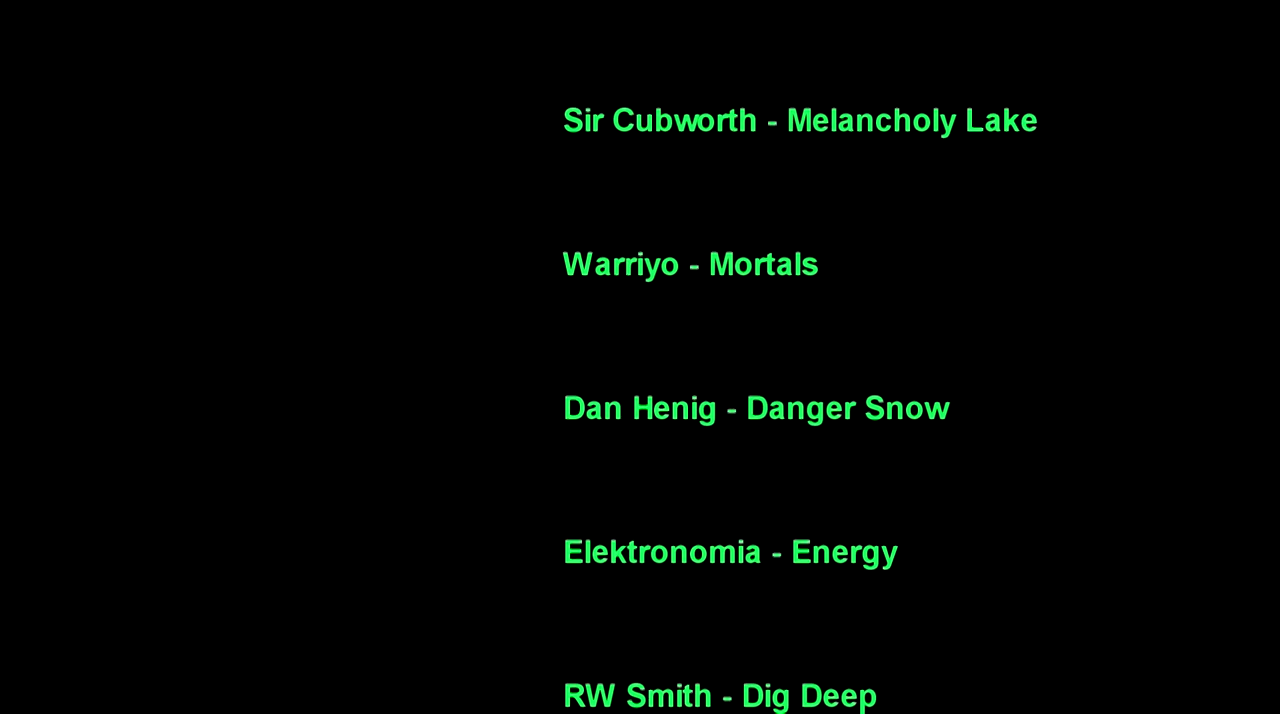 Sir Cubworth - Melancholy Lake
Warriyo - Mortals
Dan Henig - Danger Snow
Elektronomia - Energy
RW Smith - Dig Deep